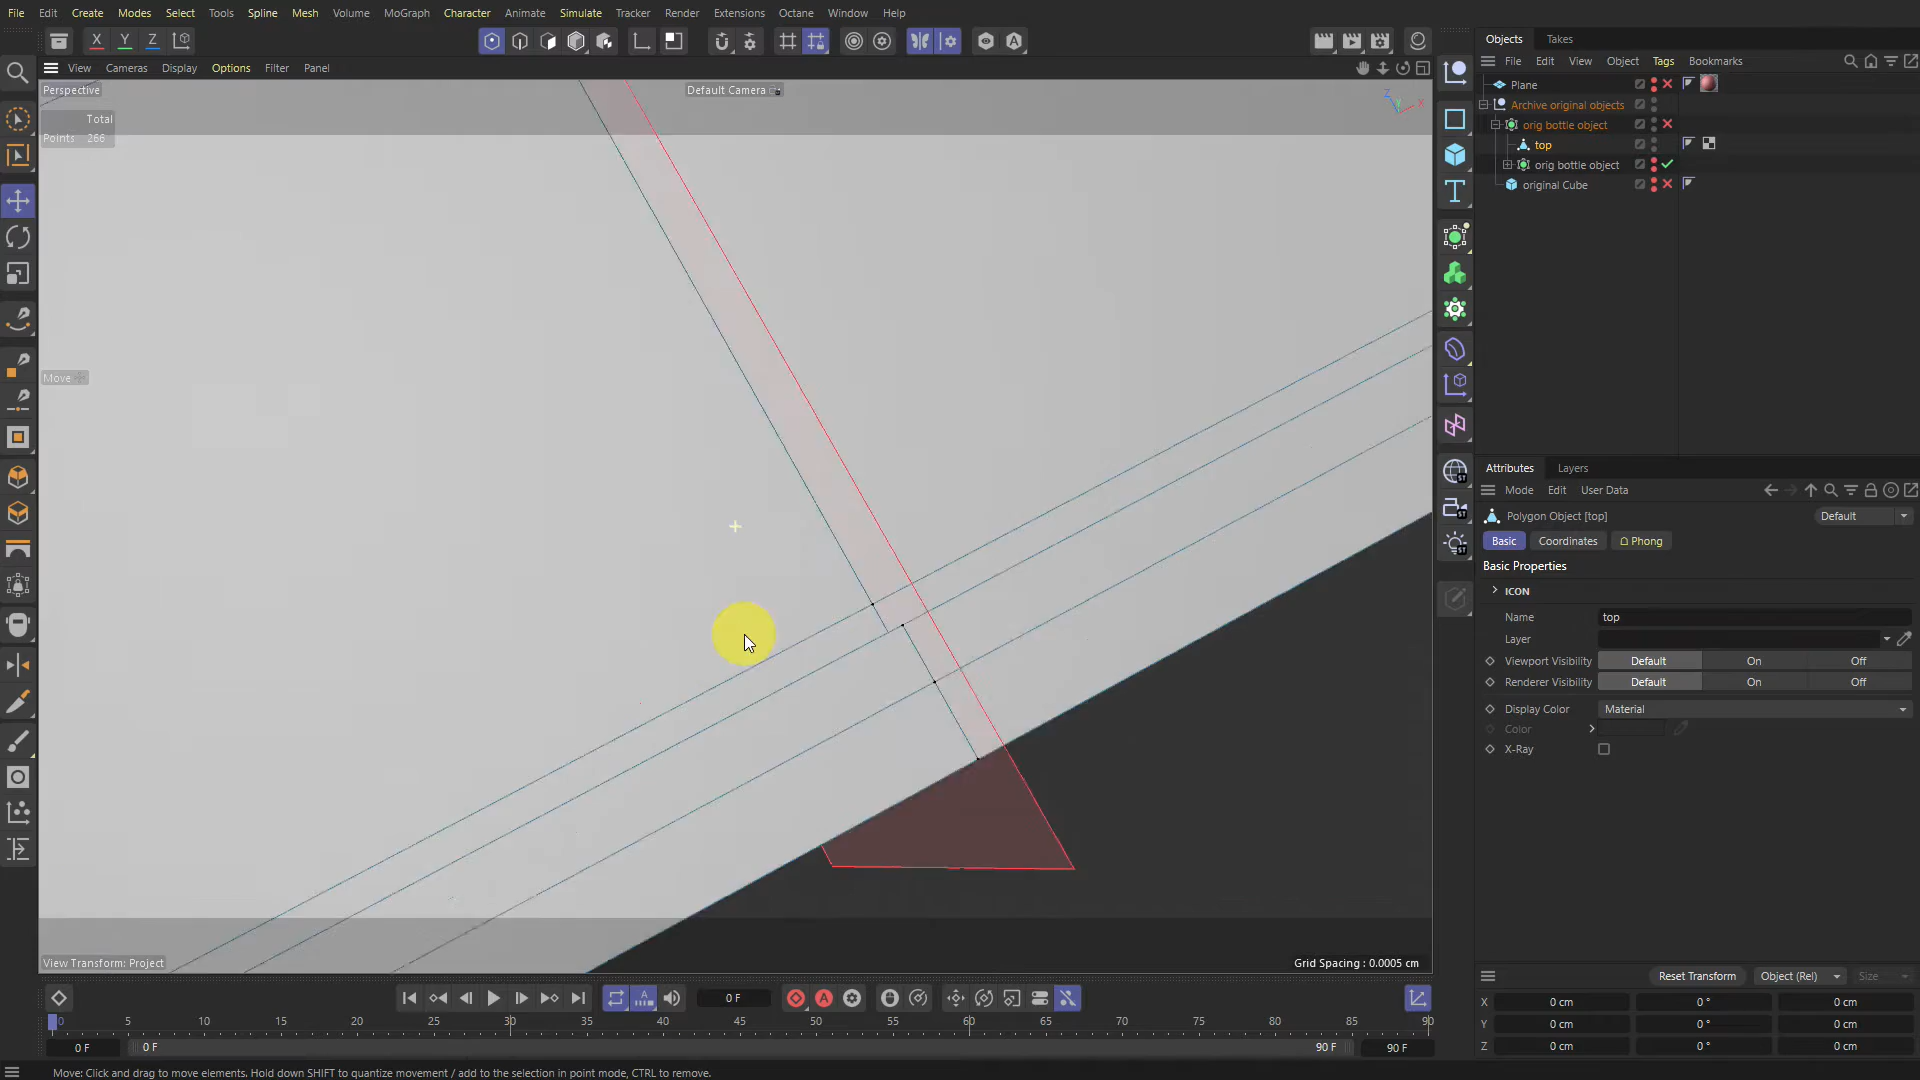 File Edit Create Modes Select Tools Spline Mesh Volume MoGraph Character Animate Simulate Tracker Render Extensions Octane Window Help
X Y Z
View Cameras Display Options Filter Panel
Perspective
Default Camera
Total
Points 266
Move
View Transform: Project
Grid Spacing : 0.0005 cm
Objects Takes
File Edit View Object Tags Bookmarks
Plane
Archive original objects
orig bottle object
top
orig bottle object
original Cube
Attributes Layers
Mode Edit User Data
Polygon Object [top]
Default
Basic Coordinates Phong
Basic Properties
ICON
Name top
Layer
Viewport Visibility Default On Off
Renderer Visibility Default On Off
Display Color Material
Color
X-Ray
Reset Transform Object (Rel) Size
X 0 cm 0 ° 0 cm
Y 0 cm 0 ° 0 cm
Z 0 cm 0 ° 0 cm
0 F
0 5 10 15 20 25 30 35 40 45 50 55 60 65 70 75 80 85 90
0 F 0 F 90 F 90 F
Move: Click and drag to move elements. Hold down SHIFT to quantize movement / add to the selection in point mode, CTRL to remove.